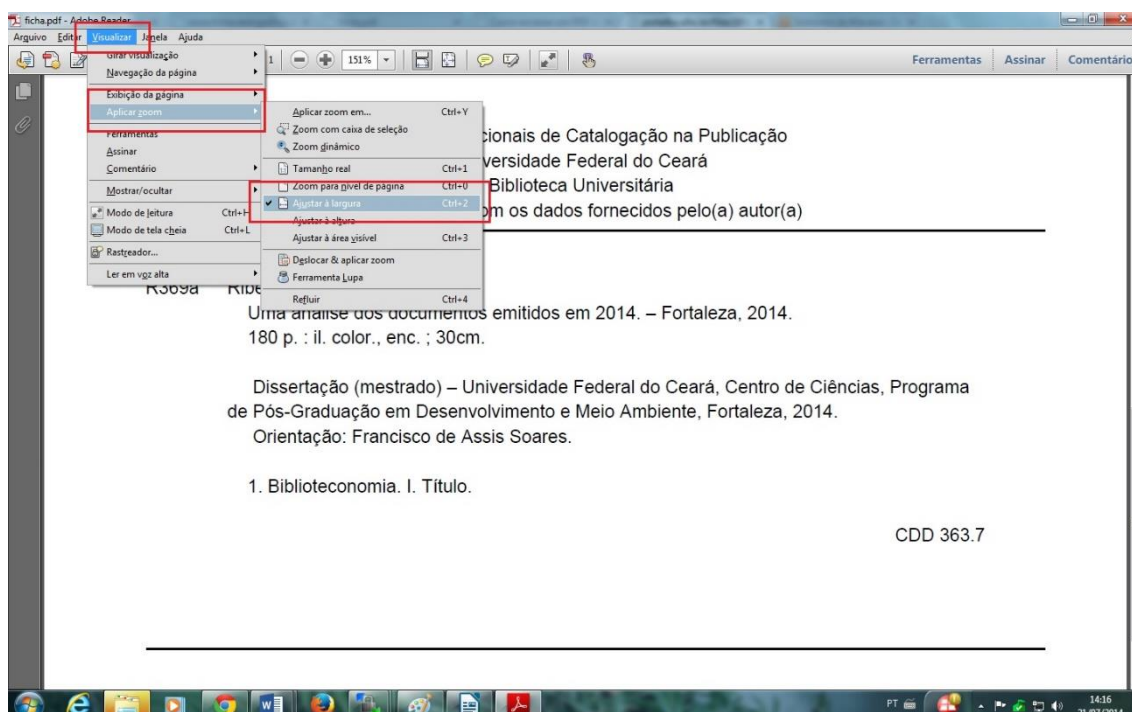 ficha.pdf - Adobe Reader
Arquivo Editar Visualizar Janela Ajuda
1 151% Ferramentas Assinar Comentário
Girar visualização
Navegação da página
Exibição da página
Aplicar zoom
Ferramentas
Assinar
Comentário
Mostrar/ocultar
Modo de leitura Ctrl+H
Modo de tela cheia Ctrl+L
Rastreador...
Ler em voz alta
Aplicar zoom em... Ctrl+Y
Zoom com caixa de seleção
Zoom dinâmico
Tamanho real Ctrl+1
Zoom para nível de página Ctrl+0
Ajustar à largura Ctrl+2
Ajustar à altura
Ajustar à área visível Ctrl+3
Deslocar & aplicar zoom
Ferramenta Lupa
Refluir Ctrl+4
cionais de Catalogação na Publicação
versidade Federal do Ceará
Biblioteca Universitária
om os dados fornecidos pelo(a) autor(a)
R369a Ribe
Uma análise dos documentos emitidos em 2014. – Fortaleza, 2014.
180 p. : il. color., enc. ; 30cm.
Dissertação (mestrado) – Universidade Federal do Ceará, Centro de Ciências, Programa
de Pós-Graduação em Desenvolvimento e Meio Ambiente, Fortaleza, 2014.
Orientação: Francisco de Assis Soares.
1. Biblioteconomia. I. Título.
CDD 363.7
PT 14:16
21/07/2014